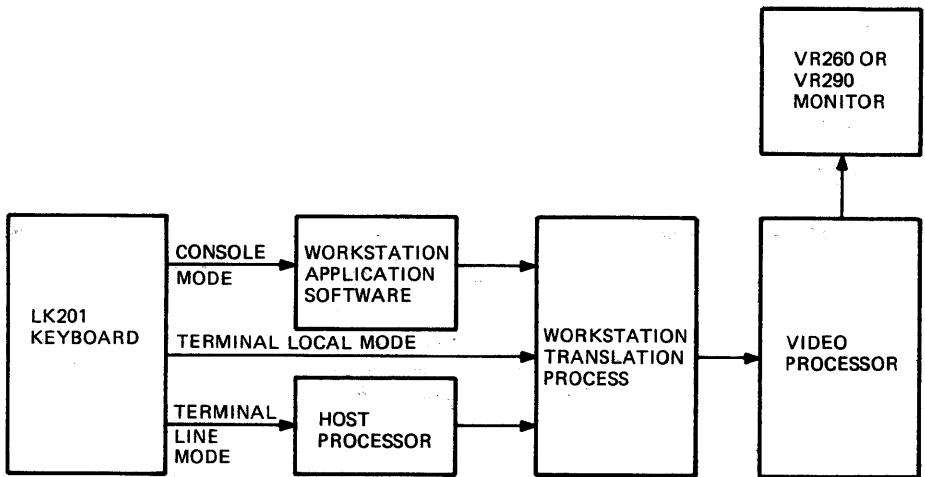 VR260 OR
VR290
MONITOR
LK201
KEYBOARD
CONSOLE
MODE
WORKSTATION
APPLICATION
SOFTWARE
TERMINAL LOCAL MODE
TERMINAL
LINE
MODE
HOST
PROCESSOR
WORKSTATION
TRANSLATION
PROCESS
VIDEO
PROCESSOR